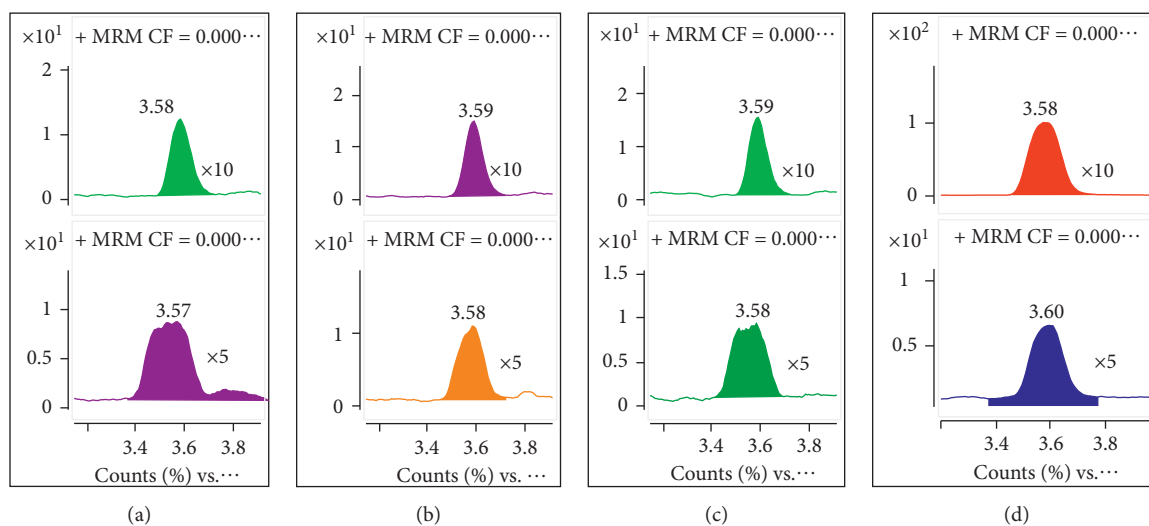 ×10¹ + MRM CF = 0.000⋯
2
3.58
1
×10
0
×10¹ + MRM CF = 0.000⋯
1
3.57
0.5
×5
0
3.4 3.6 3.8
Counts (%) vs.⋯
(a)
×10¹ + MRM CF = 0.000⋯
2
3.59
1
×10
0
×10¹ + MRM CF = 0.000⋯
3.58
1
×5
0
3.4 3.6 3.8
Counts (%) vs.⋯
(b)
×10¹ + MRM CF = 0.000⋯
2
3.59
1
×10
0
×10¹ + MRM CF = 0.000⋯
1.5
3.58
1
0.5
×5
0
3.4 3.6 3.8
Counts (%) vs.⋯
(c)
×10² + MRM CF = 0.000⋯
3.58
1
×10
0
×10¹ + MRM CF = 0.000⋯
1
3.60
0.5
×5
3.4 3.6 3.8
Counts (%) vs. ⋯
(d)